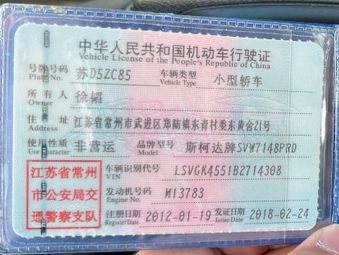 中华人民共和国机动车行驶证
Vehicle License of the People's Republic of China
号牌号码 苏D5ZC85 车辆类型 小型轿车
Plate No. Vehicle Type
所有人 徐韬
Owner
住址 江苏省常州市武进区郑陆镇东青村娄东黄舍21号
Address
使用性质 非营运 品牌型号 斯柯达牌SVW7148PRD
Use Character Model
江苏省常州市公安局交通警察支队
车辆识别代号 LSVGK4551B2714308
VIN
发动机号码 M13783
Engine No.
注册日期 2012-01-19 发证日期 2018-02-24
Register Date Issue Date